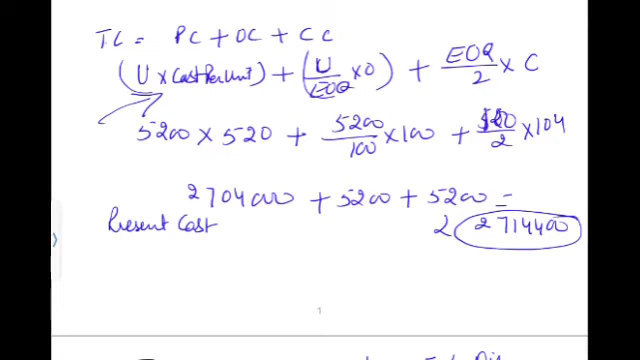 TC = PC + OC + CC
(U × Cost Per Unit) + (U/EOQ × O) + EOQ/2 × C
5200 × 520 + 5200/100 × 100 + 100/2 × 104
2704000 + 5200 + 5200 =
Present Cost 2714400
1